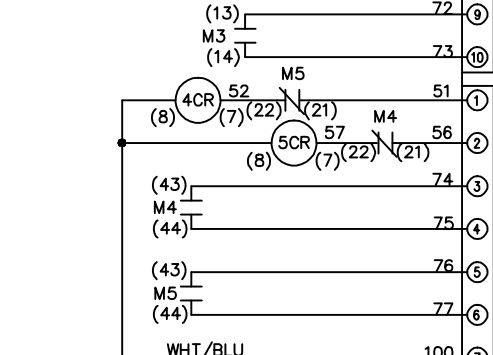 (13) 72 9
M3
(14) 73 10
M5
4CR 52 51 1
(8) (7) (22) (21)
M4
5CR 57 56 2
(8) (7) (22) (21)
(43) 74 3
M4
(44) 75 4
(43) 76 5
M5
(44) 77 6
WHT/BLU 100